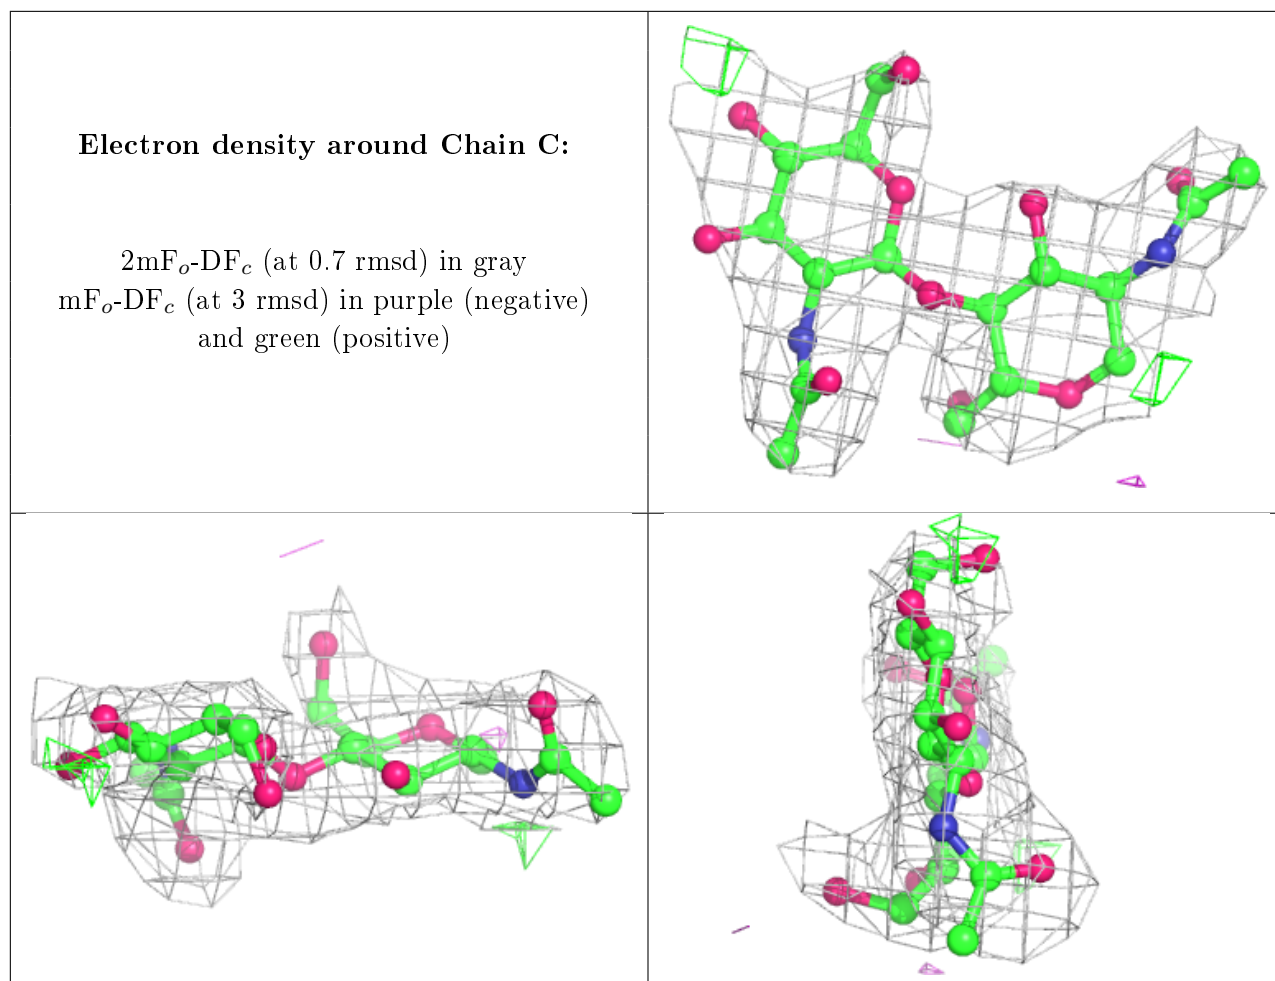 Electron density around Chain C:
2mFo-DFc (at 0.7 rmsd) in gray
mFo-DFc (at 3 rmsd) in purple (negative)
and green (positive)